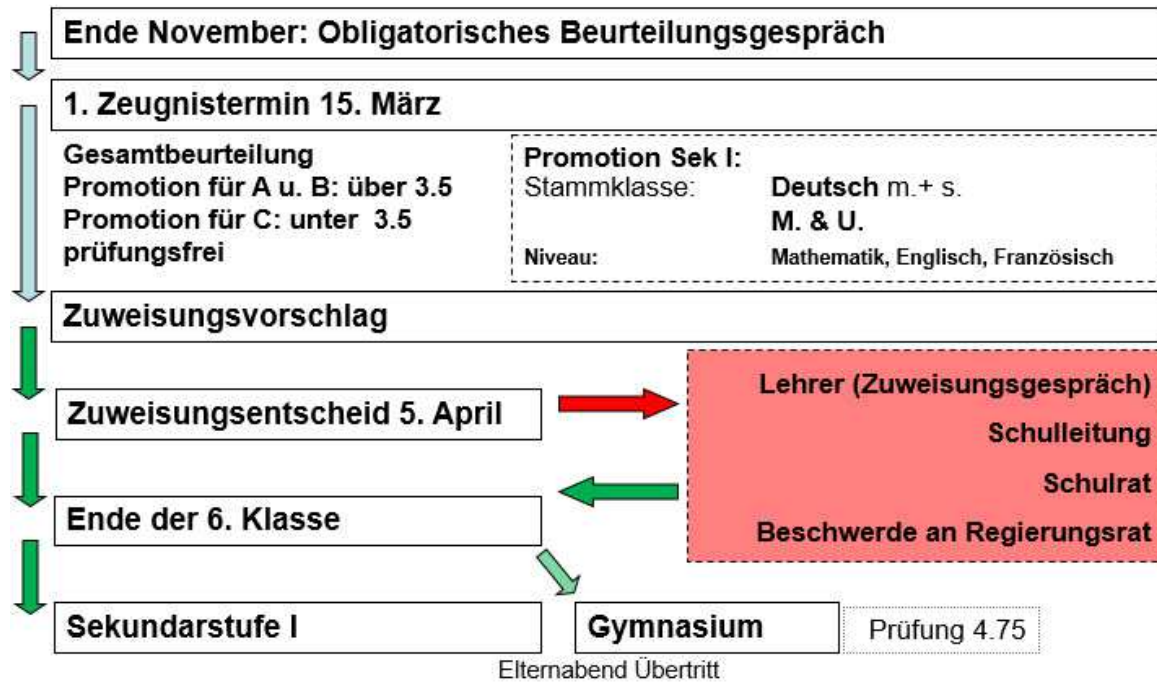 Ende November: Obligatorisches Beurteilungsgespräch
1. Zeugnistermin 15. März
Gesamtbeurteilung
Promotion für A u. B: über 3.5
Promotion für C: unter 3.5
prüfungsfrei
Promotion Sek I:
Stammklasse: Deutsch m.+ s.
M. & U.
Niveau: Mathematik, Englisch, Französisch
Zuweisungsvorschlag
Zuweisungsentscheid 5. April
Lehrer (Zuweisungsgespräch)
Schulleitung
Schulrat
Beschwerde an Regierungsrat
Ende der 6. Klasse
Sekundarstufe I
Gymnasium
Prüfung 4.75
Elternabend Übertritt